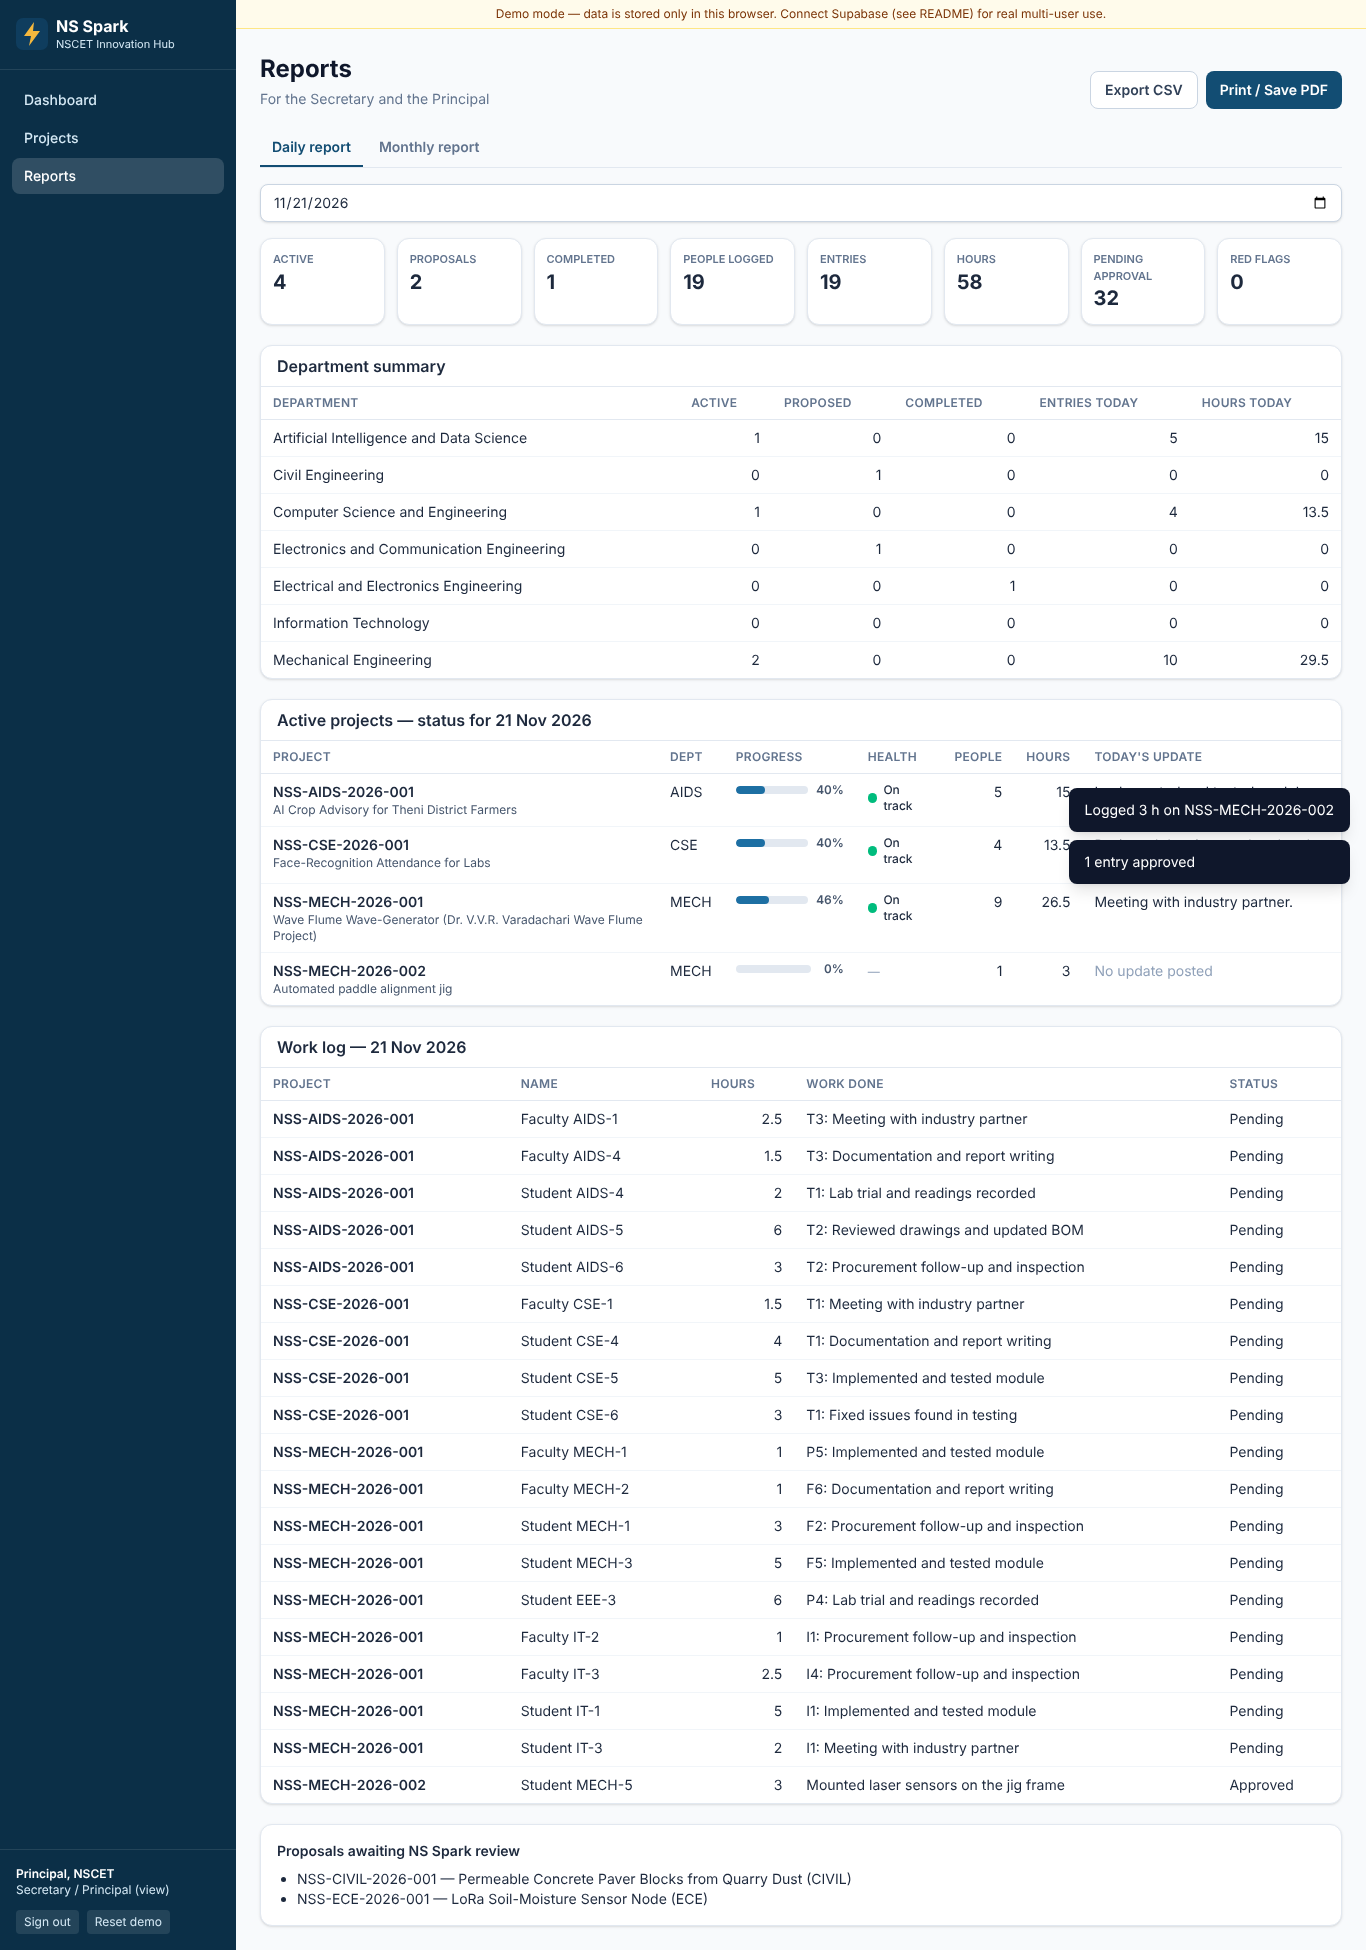 NS Spark
NSCET Innovation Hub
Dashboard
Projects
Reports
Demo mode — data is stored only in this browser. Connect Supabase (see README) for real multi-user use.
Reports
For the Secretary and the Principal
Export CSV
Print / Save PDF
Daily report
Monthly report
11/21/2026
ACTIVE
4
PROPOSALS
2
COMPLETED
1
PEOPLE LOGGED
19
ENTRIES
19
HOURS
58
PENDING APPROVAL
32
RED FLAGS
0
Department summary
DEPARTMENT ACTIVE PROPOSED COMPLETED ENTRIES TODAY HOURS TODAY
Artificial Intelligence and Data Science 1 0 0 5 15
Civil Engineering 0 1 0 0 0
Computer Science and Engineering 1 0 0 4 13.5
Electronics and Communication Engineering 0 1 0 0 0
Electrical and Electronics Engineering 0 0 1 0 0
Information Technology 0 0 0 0 0
Mechanical Engineering 2 0 0 10 29.5
Active projects — status for 21 Nov 2026
PROJECT DEPT PROGRESS HEALTH PEOPLE HOURS TODAY'S UPDATE
NSS-AIDS-2026-001 AIDS 40% On track 5 15
AI Crop Advisory for Theni District Farmers
Logged 3 h on NSS-MECH-2026-002
NSS-CSE-2026-001 CSE 40% On track 4 13.5
Face-Recognition Attendance for Labs
1 entry approved
NSS-MECH-2026-001 MECH 46% On track 9 26.5 Meeting with industry partner.
Wave Flume Wave-Generator (Dr. V.V.R. Varadachari Wave Flume
Project)
NSS-MECH-2026-002 MECH 0% — 1 3 No update posted
Automated paddle alignment jig
Work log — 21 Nov 2026
PROJECT NAME HOURS WORK DONE STATUS
NSS-AIDS-2026-001 Faculty AIDS-1 2.5 T3: Meeting with industry partner Pending
NSS-AIDS-2026-001 Faculty AIDS-4 1.5 T3: Documentation and report writing Pending
NSS-AIDS-2026-001 Student AIDS-4 2 T1: Lab trial and readings recorded Pending
NSS-AIDS-2026-001 Student AIDS-5 6 T2: Reviewed drawings and updated BOM Pending
NSS-AIDS-2026-001 Student AIDS-6 3 T2: Procurement follow-up and inspection Pending
NSS-CSE-2026-001 Faculty CSE-1 1.5 T1: Meeting with industry partner Pending
NSS-CSE-2026-001 Student CSE-4 4 T1: Documentation and report writing Pending
NSS-CSE-2026-001 Student CSE-5 5 T3: Implemented and tested module Pending
NSS-CSE-2026-001 Student CSE-6 3 T1: Fixed issues found in testing Pending
NSS-MECH-2026-001 Faculty MECH-1 1 P5: Implemented and tested module Pending
NSS-MECH-2026-001 Faculty MECH-2 1 F6: Documentation and report writing Pending
NSS-MECH-2026-001 Student MECH-1 3 F2: Procurement follow-up and inspection Pending
NSS-MECH-2026-001 Student MECH-3 5 F5: Implemented and tested module Pending
NSS-MECH-2026-001 Student EEE-3 6 P4: Lab trial and readings recorded Pending
NSS-MECH-2026-001 Faculty IT-2 1 I1: Procurement follow-up and inspection Pending
NSS-MECH-2026-001 Faculty IT-3 2.5 I4: Procurement follow-up and inspection Pending
NSS-MECH-2026-001 Student IT-1 5 I1: Implemented and tested module Pending
NSS-MECH-2026-001 Student IT-3 2 I1: Meeting with industry partner Pending
NSS-MECH-2026-002 Student MECH-5 3 Mounted laser sensors on the jig frame Approved
Proposals awaiting NS Spark review
• NSS-CIVIL-2026-001 — Permeable Concrete Paver Blocks from Quarry Dust (CIVIL)
• NSS-ECE-2026-001 — LoRa Soil-Moisture Sensor Node (ECE)
Principal, NSCET
Secretary / Principal (view)
Sign out
Reset demo